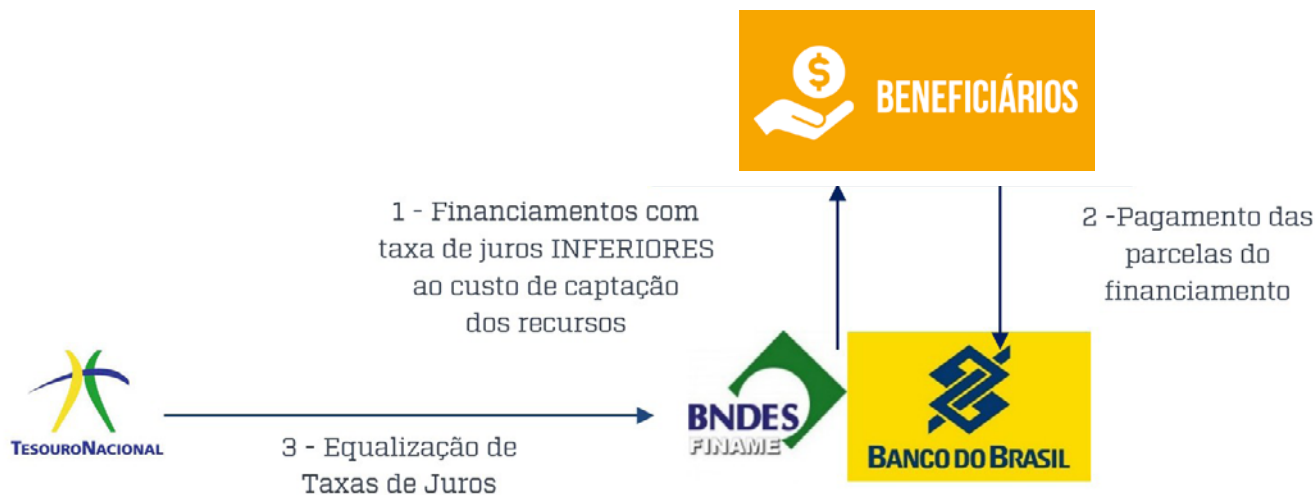 BENEFICIÁRIOS
1 - Financiamentos com
taxa de juros INFERIORES
ao custo de captação
dos recursos
2 -Pagamento das
parcelas do
financiamento
TESOURONACIONAL
3 - Equalização de
Taxas de Juros
BNDES
FINAME
BANCO DO BRASIL